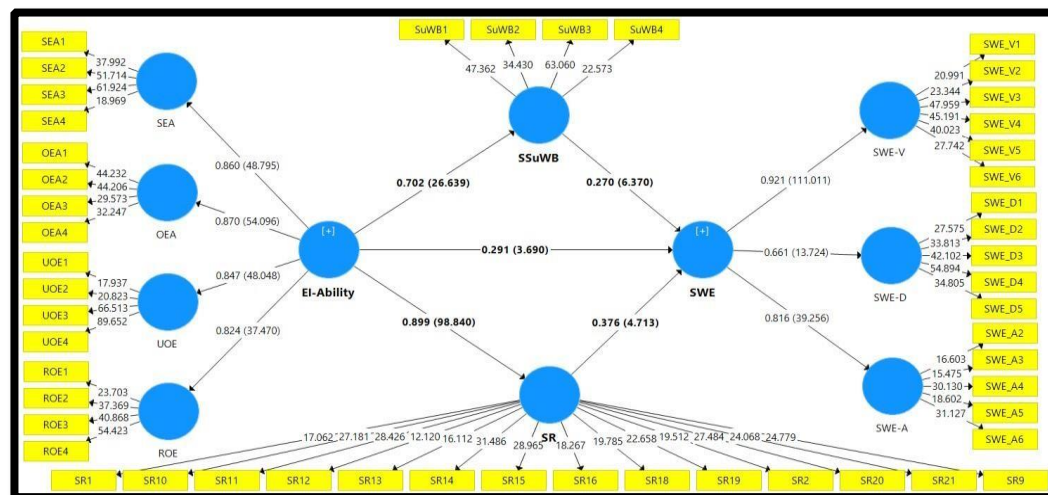 SuWB1 SuWB2 SuWB3 SuWB4
47.362 34.430 63.060 22.573
SSuWB
SEA1
SEA2
SEA3
SEA4
37.992
51.714
61.924
18.969
SEA
OEA1
OEA2
OEA3
OEA4
44.232
44.206
29.573
32.247
OEA
UOE1
UOE2
UOE3
UOE4
17.937
20.823
66.513
89.652
UOE
ROE1
ROE2
ROE3
ROE4
23.703
37.369
40.868
54.423
ROE
0.860 (48.795)
0.870 (54.096)
0.847 (48.048)
0.824 (37.470)
[+]
EI-Ability
0.702 (26.639)
0.270 (6.370)
0.291 (3.690)
0.899 (98.840)
0.376 (4.713)
[+]
SWE
0.921 (111.011)
0.661 (13.724)
0.816 (39.256)
SWE-V
20.991
23.344
47.959
45.191
40.023
27.742
SWE_V1
SWE_V2
SWE_V3
SWE_V4
SWE_V5
SWE_V6
SWE-D
27.575
33.813
42.102
54.894
34.805
SWE_D1
SWE_D2
SWE_D3
SWE_D4
SWE_D5
SWE-A
16.603
15.475
30.130
18.602
31.127
SWE_A2
SWE_A3
SWE_A4
SWE_A5
SWE_A6
SR
17.062 27.181 28.426 12.120 16.112 31.486 28.965 18.267 19.785 22.658 19.512 27.484 24.068 24.779
SR1 SR10 SR11 SR12 SR13 SR14 SR15 SR16 SR18 SR19 SR2 SR20 SR21 SR9